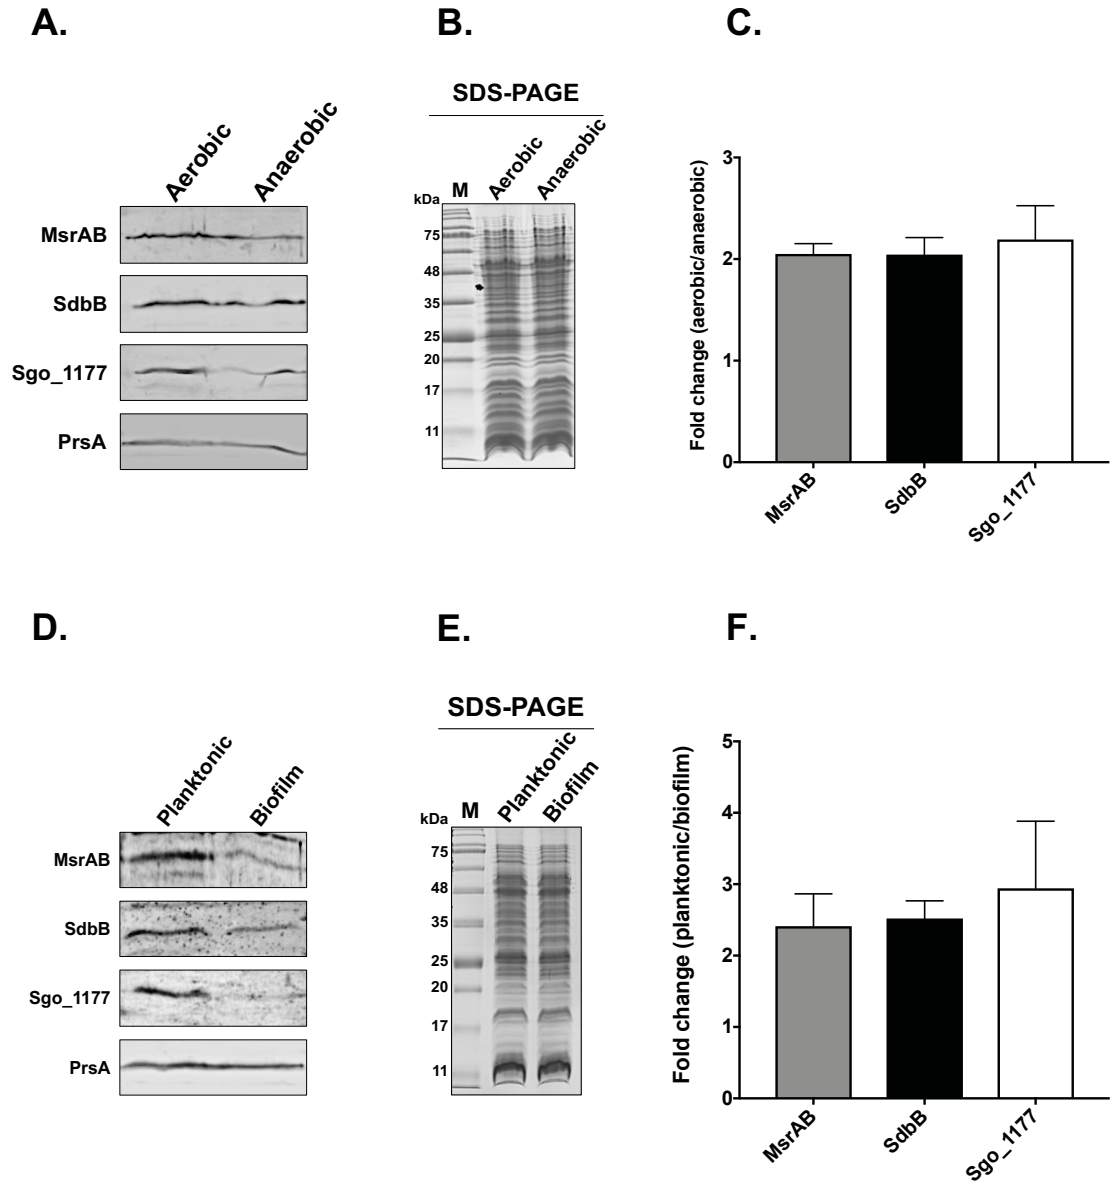 A.
B.
C.
SDS-PAGE
Aerobic
Anaerobic
kDa
M
Aerobic
Anaerobic
MsrAB
SdbB
Sgo_1177
PrsA
75
48
35
25
20
17
11
Fold change (aerobic/anaerobic)
3
2
1
0
MsrAB
SdbB
Sgo_1177
D.
E.
F.
SDS-PAGE
Planktonic
Biofilm
kDa
M
Planktonic
Biofilm
MsrAB
SdbB
Sgo_1177
PrsA
75
48
35
25
20
17
11
Fold change (planktonic/biofilm)
5
4
3
2
1
0
MsrAB
SdbB
Sgo_1177